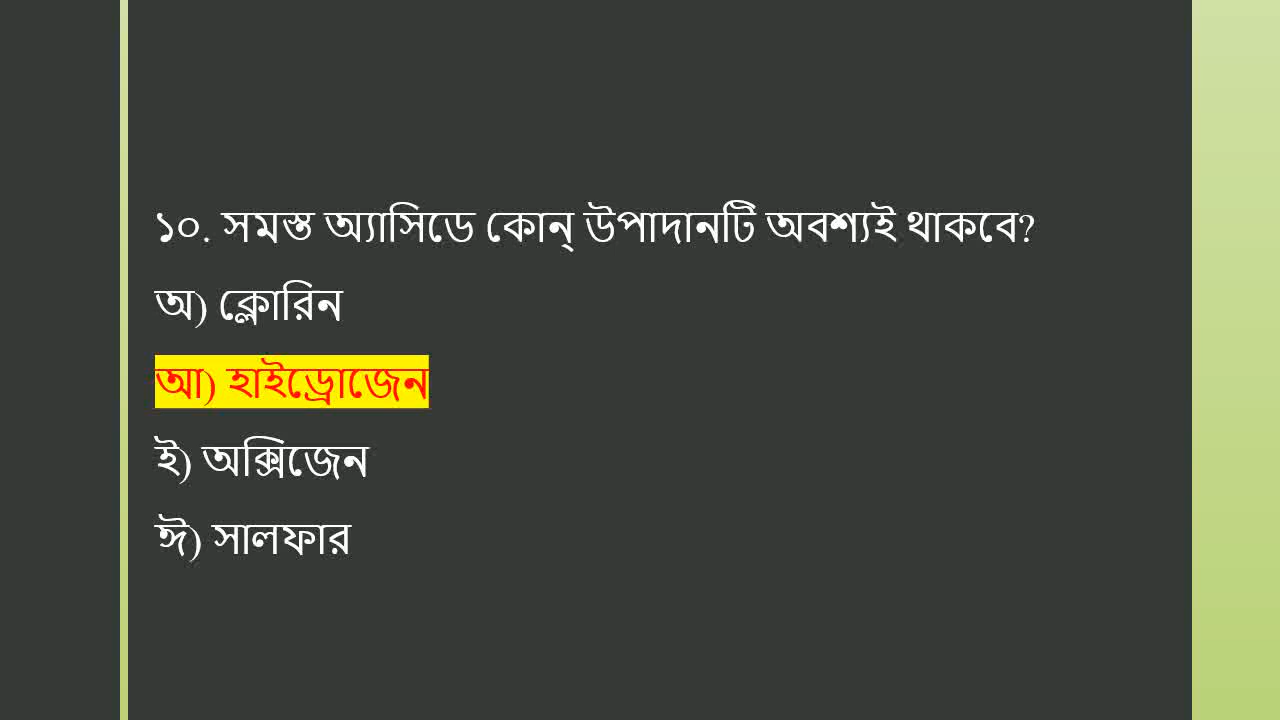 ১০. সমস্ত অ্যাসিডে কোন্ উপাদানটি অবশ্যই থাকবে?
অ) ক্লোরিন
আ) হাইড্রোজেন
ই) অক্সিজেন
ঈ) সালফার